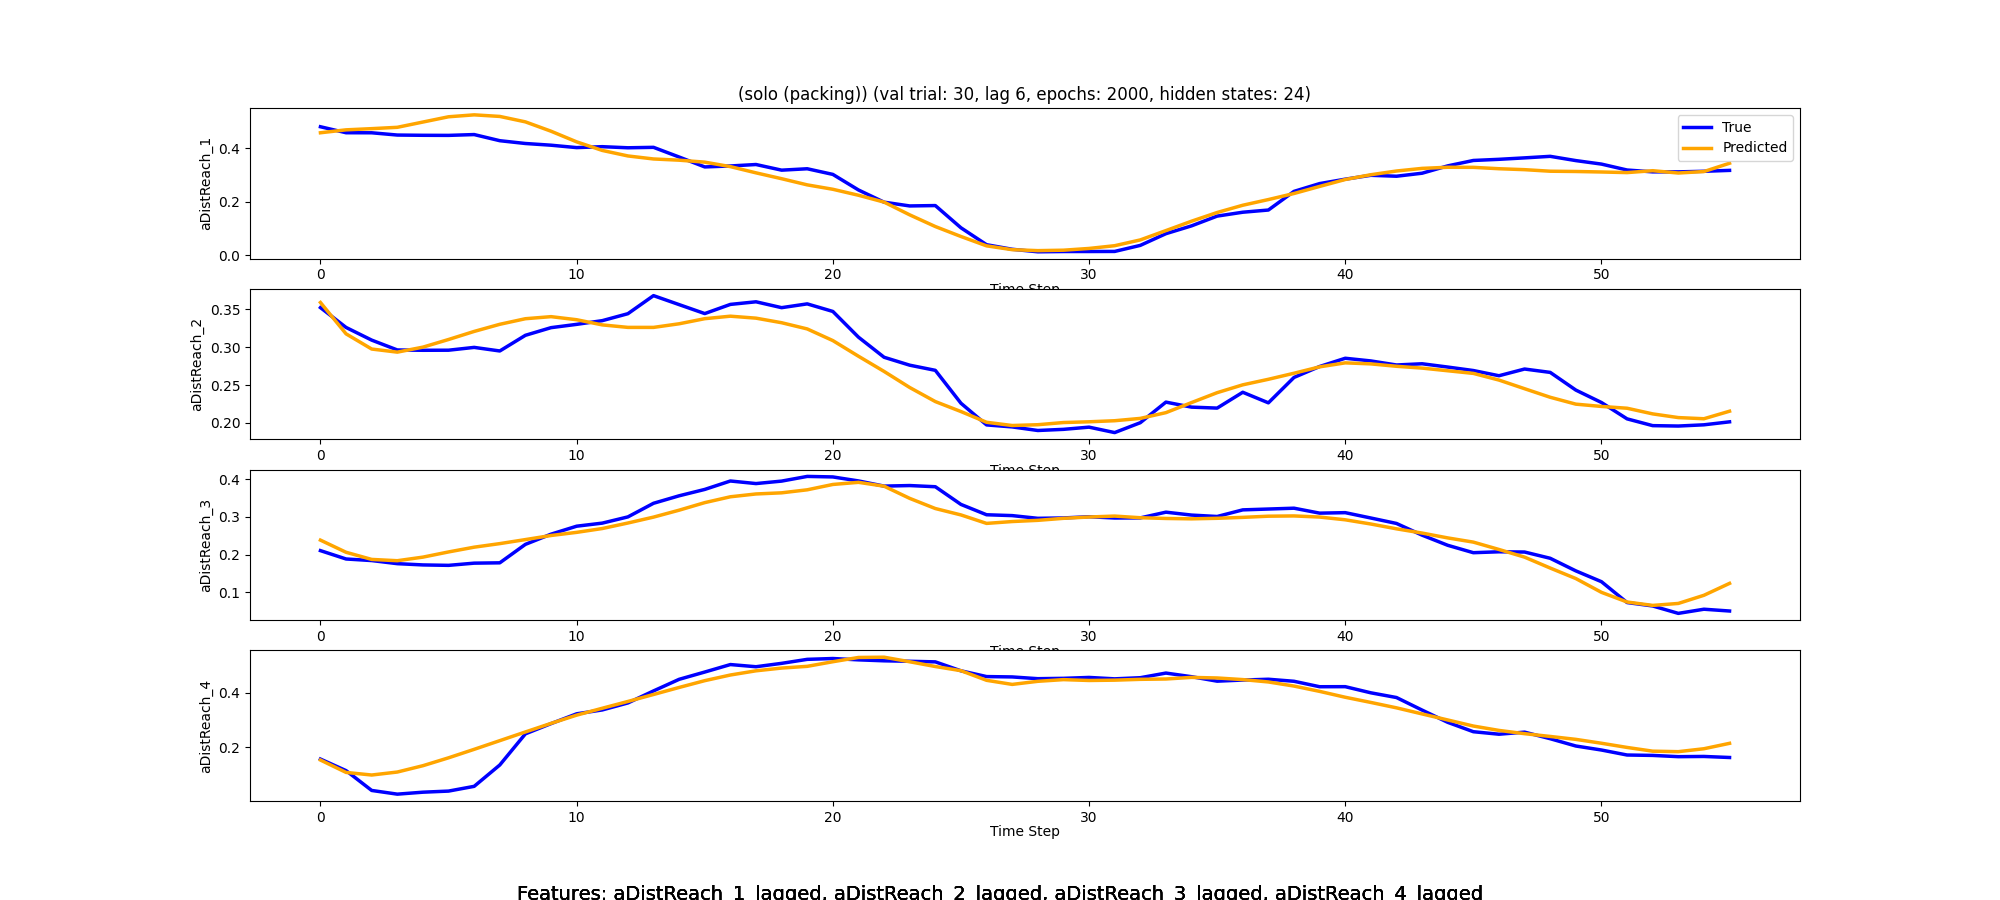 (solo (packing)) (val trial: 30, lag 6, epochs: 2000, hidden states: 24)
True
Predicted
aDistReach_1
0.4
0.2
0.0
0 10 20 30 40 50
Time Step
aDistReach_2
0.35
0.30
0.25
0.20
0 10 20 30 40 50
Time Step
aDistReach_3
0.4
0.3
0.2
0.1
0 10 20 30 40 50
Time Step
aDistReach_4
0.4
0.2
0 10 20 30 40 50
Time Step
Features: aDistReach_1_lagged, aDistReach_2_lagged, aDistReach_3_lagged, aDistReach_4_lagged